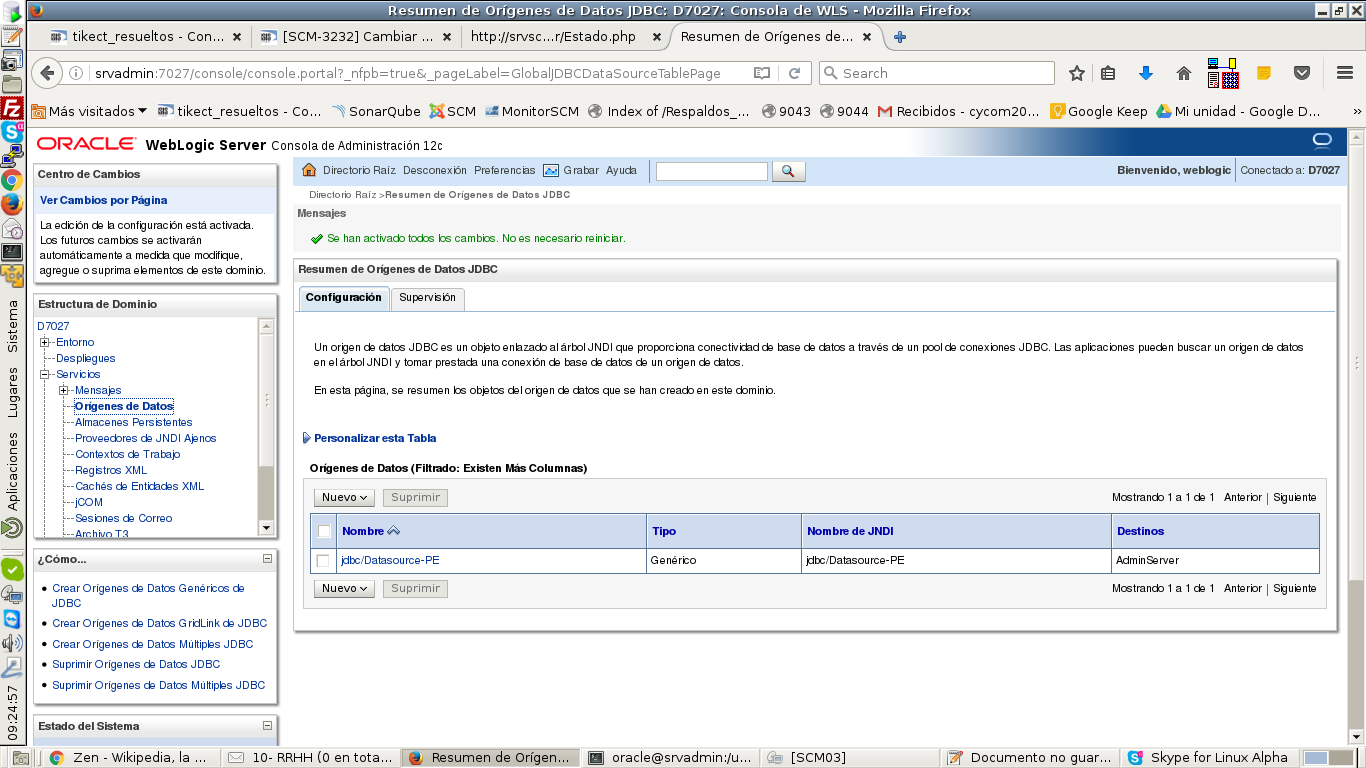 Resumen de Orígenes de Datos JDBC: D7027: Consola de WLS - Mozilla Firefox
tikect_resueltos - Con...
[SCM-3232] Cambiar ...
http://srvsc...r/Estado.php
Resumen de Orígenes de...
srvadmin:7027/console/console.portal?_nfpb=true&_pageLabel=GlobalJDBCDataSourceTablePage
Search
Más visitados
tikect_resueltos - Co...
SonarQube
SCM
MonitorSCM
Index of /Respaldos_...
9043
9044
Recibidos - cycom20...
Google Keep
Mi unidad - Google D...
ORACLE WebLogic Server Consola de Administración 12c
Centro de Cambios
Ver Cambios por Página
La edición de la configuración está activada.
Los futuros cambios se activarán
automáticamente a medida que modifique,
agregue o suprima elementos de este dominio.
Estructura de Dominio
D7027
Entorno
Despliegues
Servicios
Mensajes
Orígenes de Datos
Almacenes Persistentes
Proveedores de JNDI Ajenos
Contextos de Trabajo
Registros XML
Cachés de Entidades XML
jCOM
Sesiones de Correo
Archivo T3
¿Cómo...
Crear Orígenes de Datos Genéricos de
JDBC
Crear Orígenes de Datos GridLink de JDBC
Crear Orígenes de Datos Múltiples JDBC
Suprimir Orígenes de Datos JDBC
Suprimir Orígenes de Datos Múltiples JDBC
Estado del Sistema
Directorio Raíz Desconexión Preferencias Grabar Ayuda
Bienvenido, weblogic
Conectado a: D7027
Directorio Raíz >Resumen de Orígenes de Datos JDBC
Mensajes
Se han activado todos los cambios. No es necesario reiniciar.
Resumen de Orígenes de Datos JDBC
Configuración
Supervisión
Un origen de datos JDBC es un objeto enlazado al árbol JNDI que proporciona conectividad de base de datos a través de un pool de conexiones JDBC. Las aplicaciones pueden buscar un origen de datos
en el árbol JNDI y tomar prestada una conexión de base de datos de un origen de datos.
En esta página, se resumen los objetos del origen de datos que se han creado en este dominio.
Personalizar esta Tabla
Orígenes de Datos (Filtrado: Existen Más Columnas)
Nuevo Suprimir
Mostrando 1 a 1 de 1 Anterior | Siguiente
Nombre Tipo Nombre de JNDI Destinos
jdbc/Datasource-PE Genérico jdbc/Datasource-PE AdminServer
Nuevo Suprimir
Mostrando 1 a 1 de 1 Anterior | Siguiente
Sistema
Lugares
Aplicaciones
09:24:57
Zen - Wikipedia, la ...
10- RRHH (0 en tota...
Resumen de Orígen...
oracle@srvadmin:/u...
[SCM03]
Documento no guar...
Skype for Linux Alpha